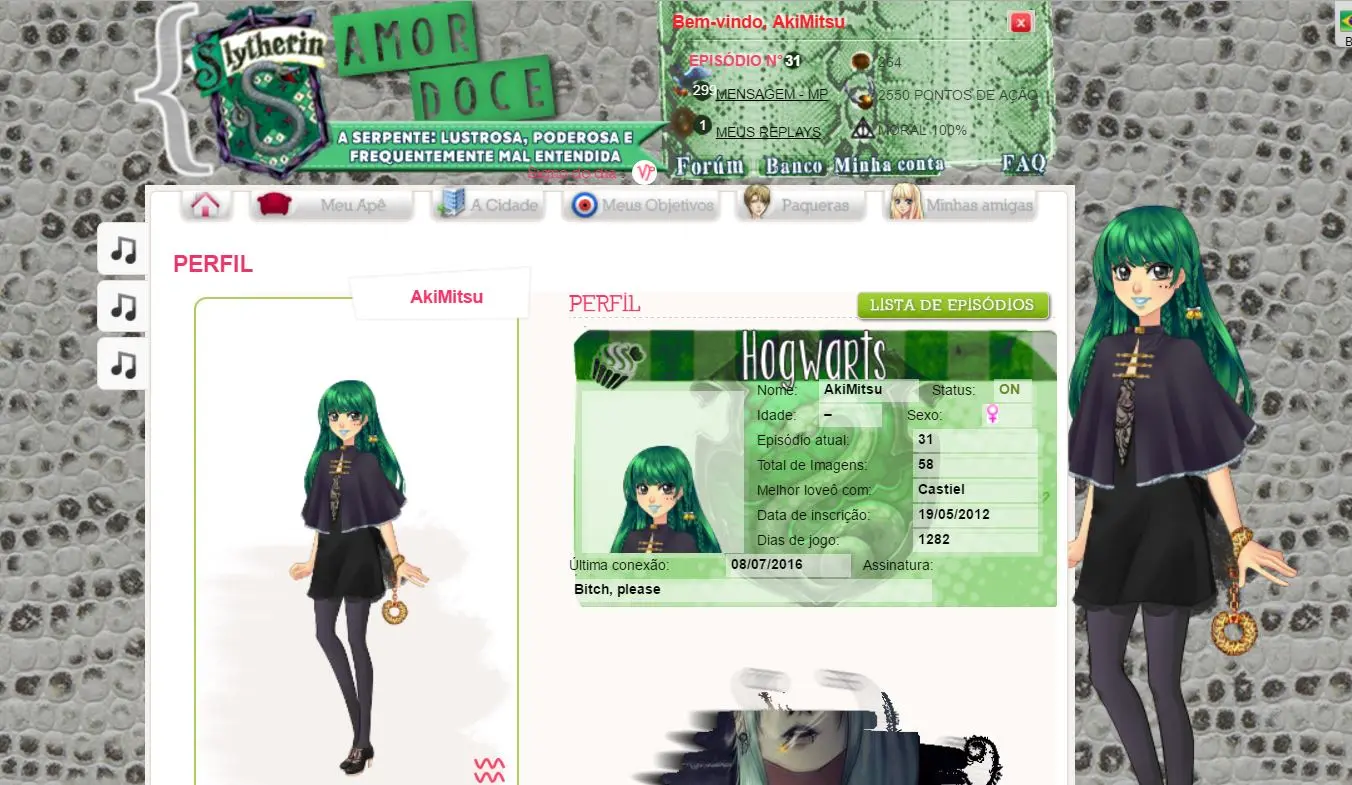 Slytherin
AMOR
DOCE
A SERPENTE: LUSTROSA, PODEROSA E
FREQUENTEMENTE MAL ENTENDIDA
Bem-vindo, AkiMitsu
x
EPISÓDIO N°31
264
299 MENSAGEM - MP
2550 PONTOS DE AÇÃO
1 MEUS REPLAYS
MORAL 100%
Forúm Banco Minha conta FAQ
Meu Apê A Cidade Meus Objetivos Paqueras Minhas amigas
PERFIL
AkiMitsu
PERFIL
LISTA DE EPISÓDIOS
Hogwarts
Nome: AkiMitsu Status: ON
Idade: – Sexo:
Episódio atual: 31
Total de Imagens: 58
Melhor loveô com: Castiel
Data de inscrição: 19/05/2012
Dias de jogo: 1282
Última conexão: 08/07/2016 Assinatura:
Bitch, please